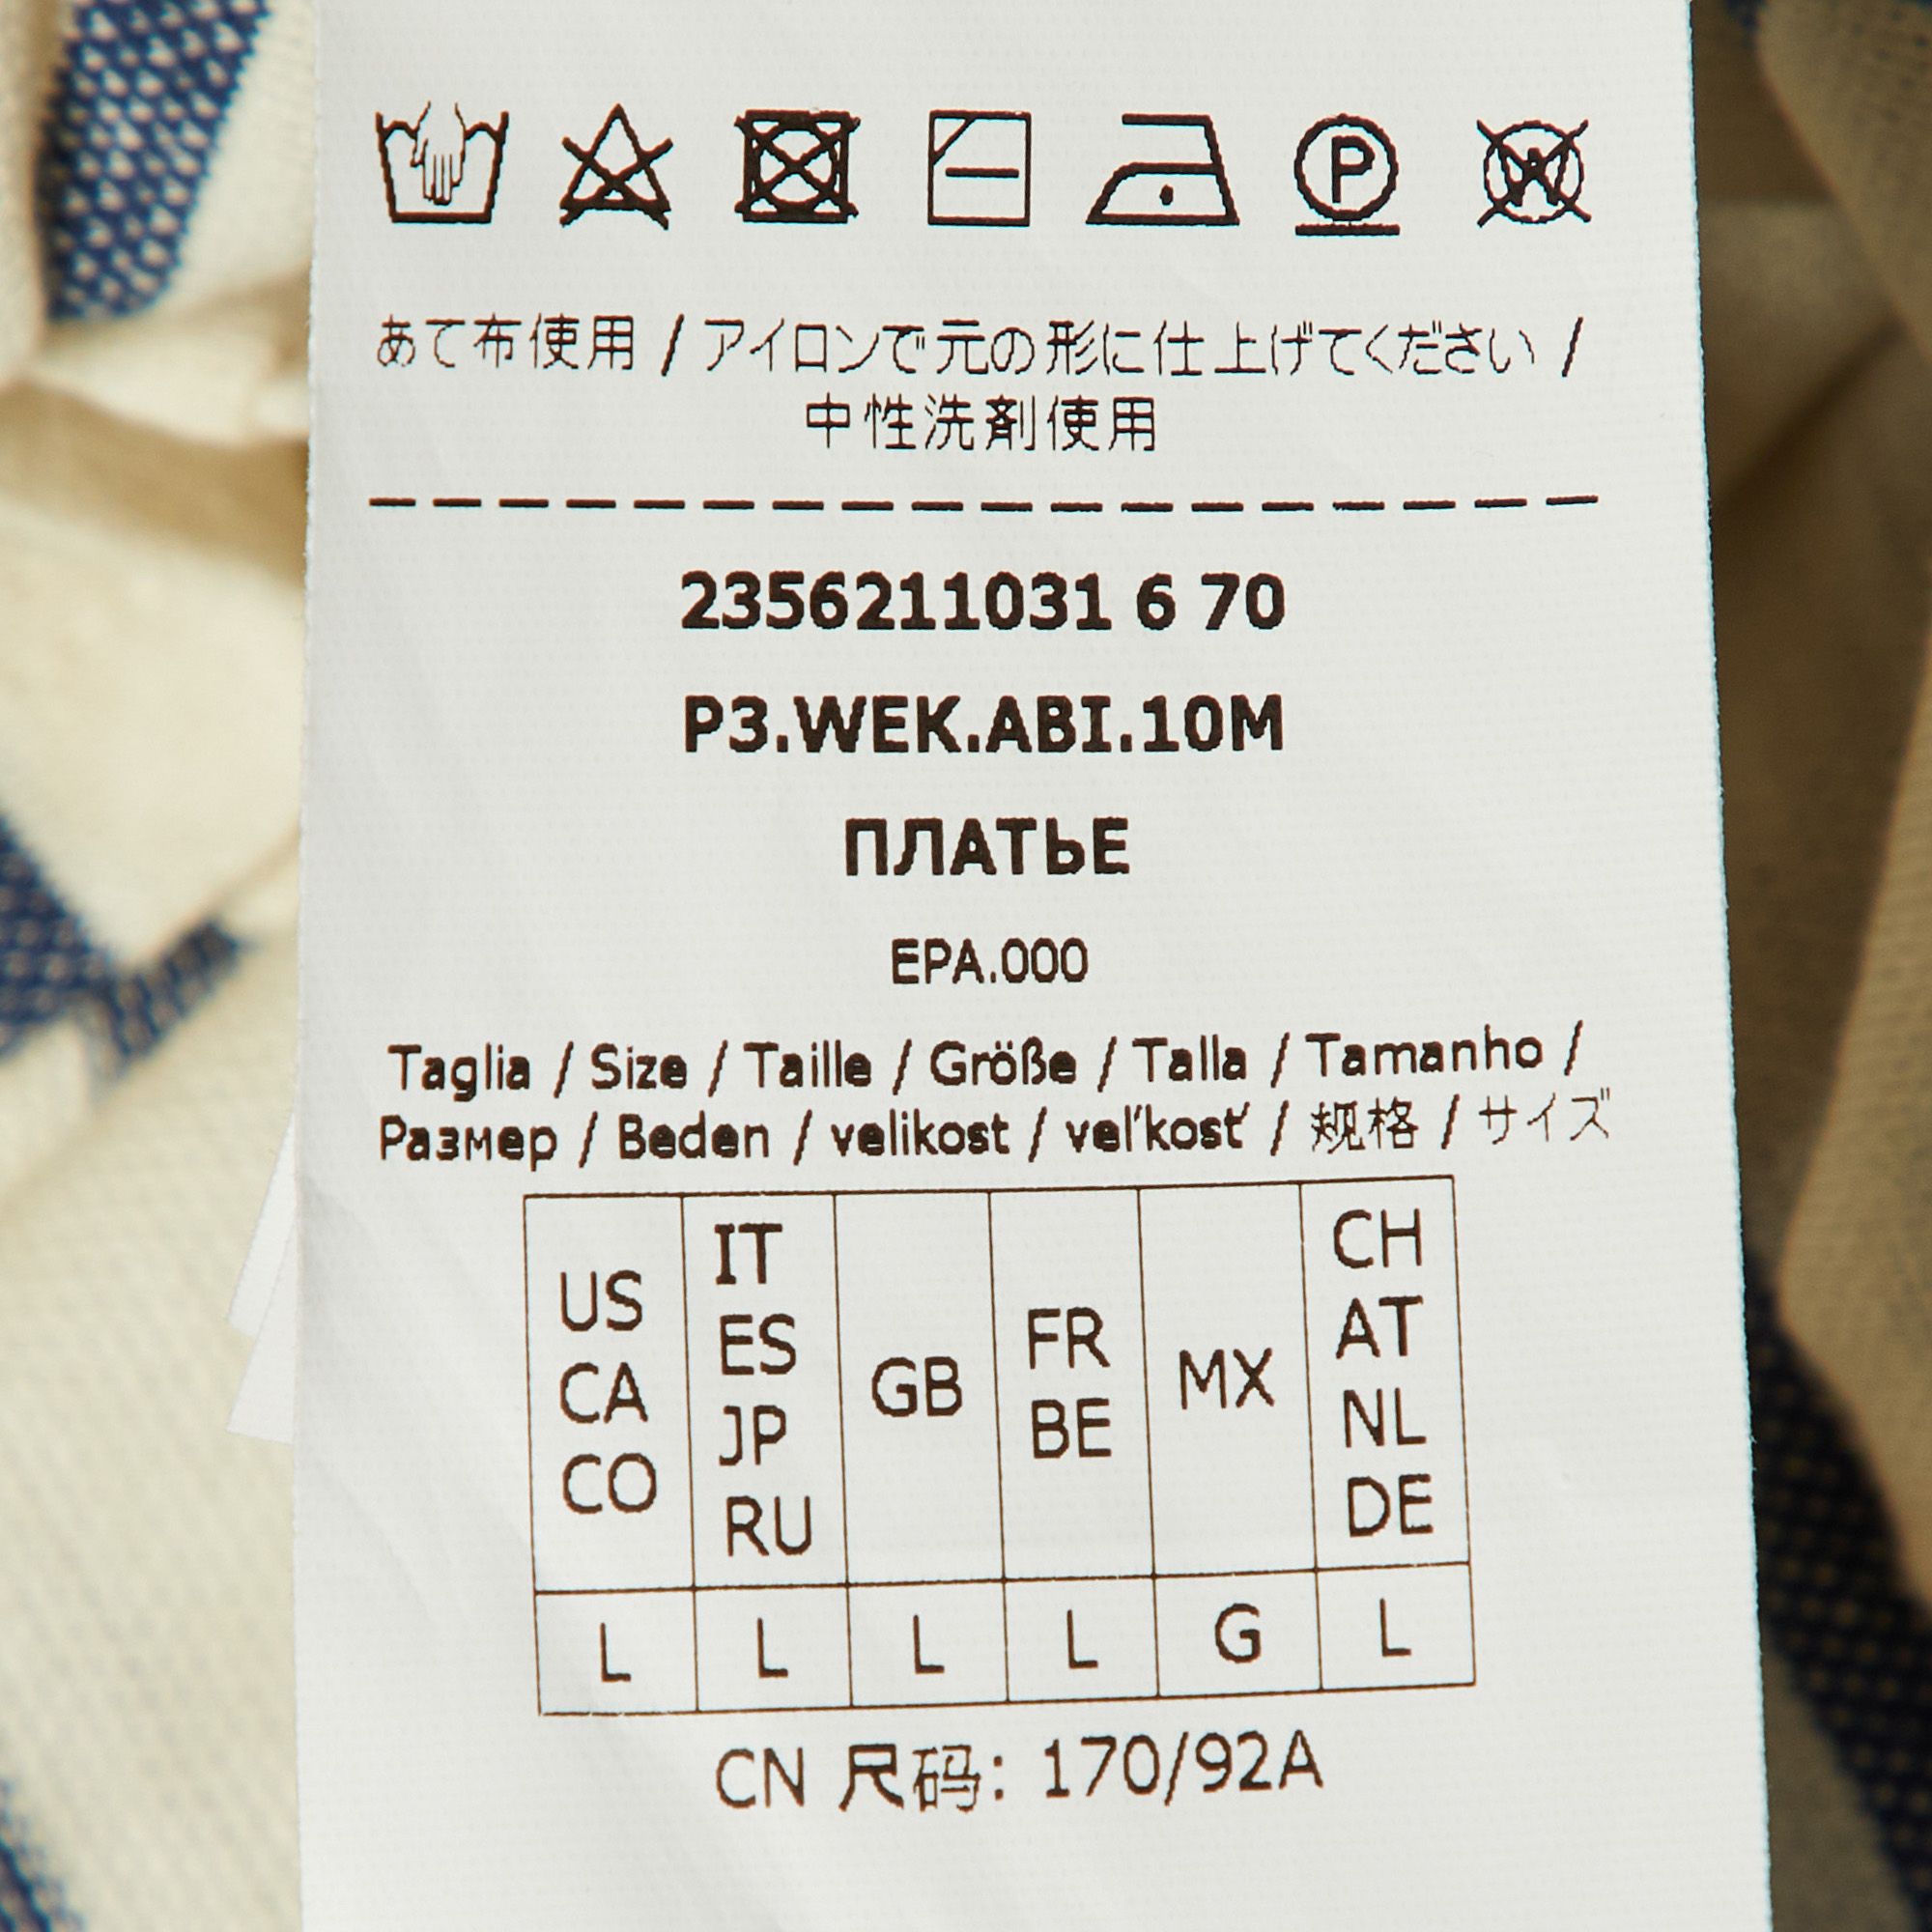 P
W
あて布使用 / アイロンで元の形に仕上げてください /
中性洗剤使用
2356211031 6 70
P3.WEK.ABI.10M
ПЛАТЬЕ
EPA.000
Taglia / Size / Taille / Größe / Talla / Tamanho /
Размер / Beden / velikost / veľkosť / 规格 / サイズ
US CA CO
IT ES JP RU
GB
FR BE
MX
CH AT NL DE
L L L L G L
CN 尺码: 170/92A